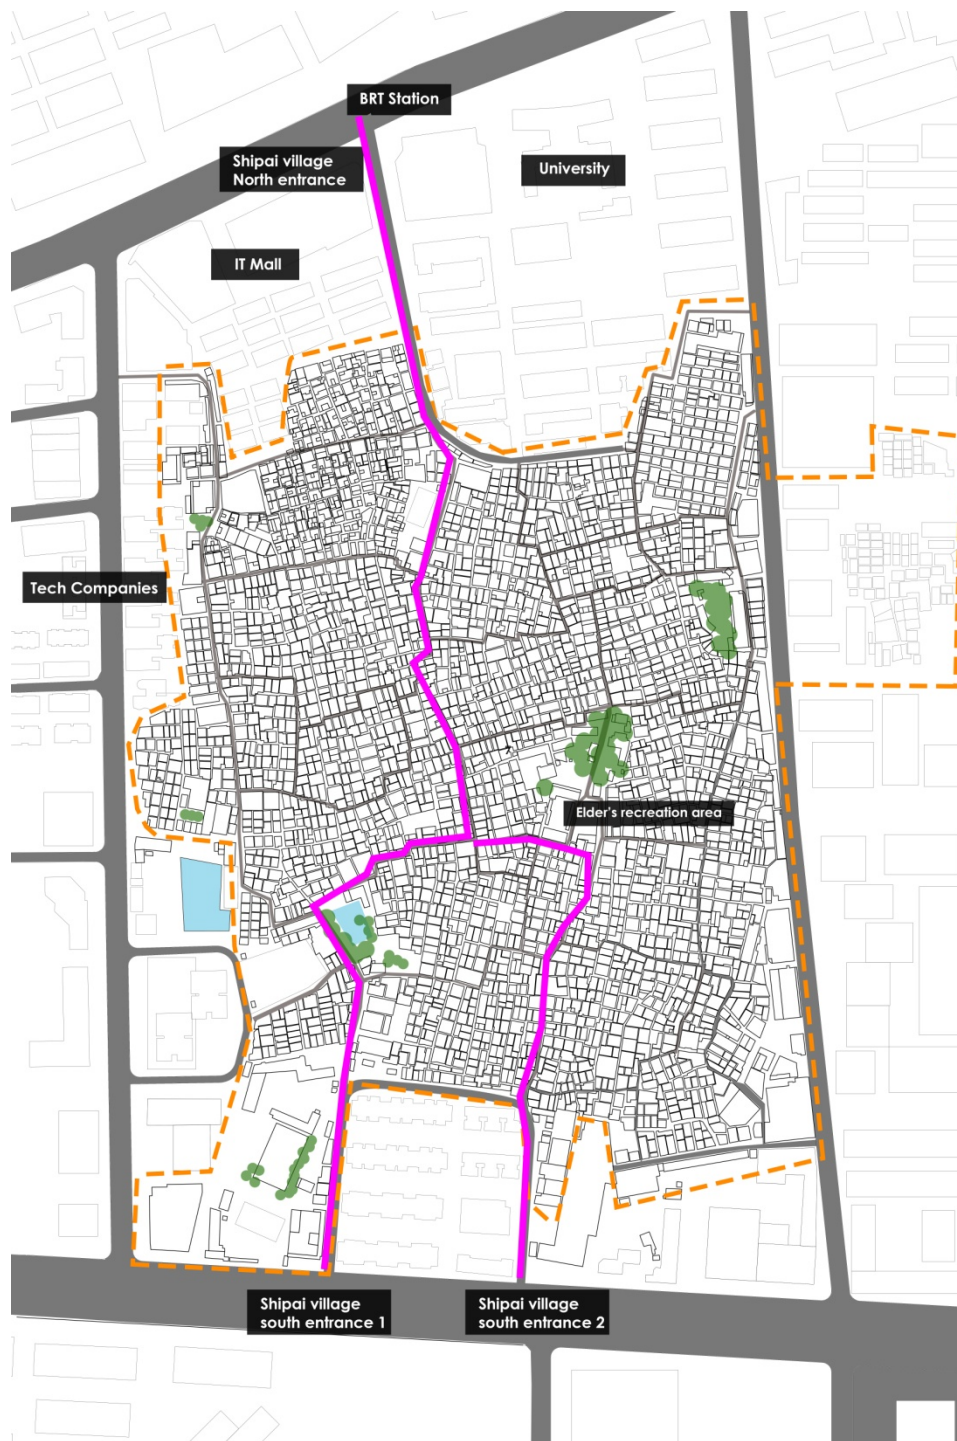 BRT Station
Shipai village
North entrance
University
IT Mall
Tech Companies
Elder's recreation area
Shipai village
south entrance 1
Shipai village
south entrance 2